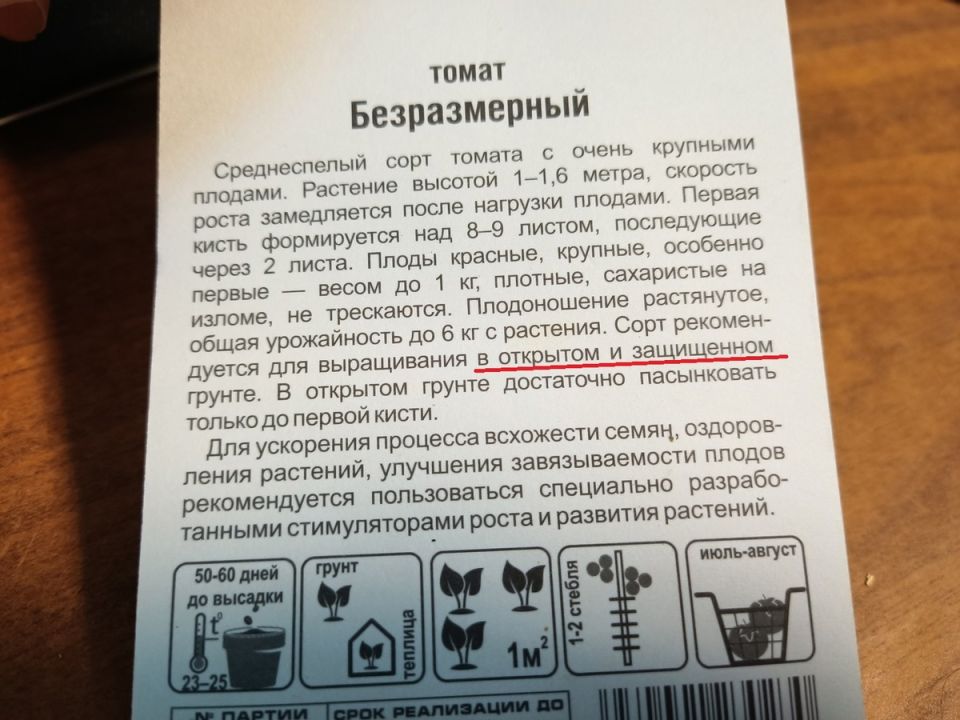 томат
Безразмерный
Среднеспелый сорт томата с очень крупными
плодами. Растение высотой 1–1,6 метра, скорость
роста замедляется после нагрузки плодами. Первая
кисть формируется над 8–9 листом, последующие
через 2 листа. Плоды красные, крупные, особенно
первые — весом до 1 кг, плотные, сахаристые на
изломе, не трескаются. Плодоношение растянутое,
общая урожайность до 6 кг с растения. Сорт рекомен-
дуется для выращивания в открытом и защищенном
грунте. В открытом грунте достаточно пасынковать
только до первой кисти.
Для ускорения процесса всхожести семян, оздоров-
ления растений, улучшения завязываемости плодов
рекомендуется пользоваться специально разрабо-
танными стимуляторами роста и развития растений.
50-60 дней
до высадки
t°
23–25
грунт
теплица
1м²
1-2 стебля
июль-август
№ ПАРТИИ
СРОК РЕАЛИЗАЦИИ ДО